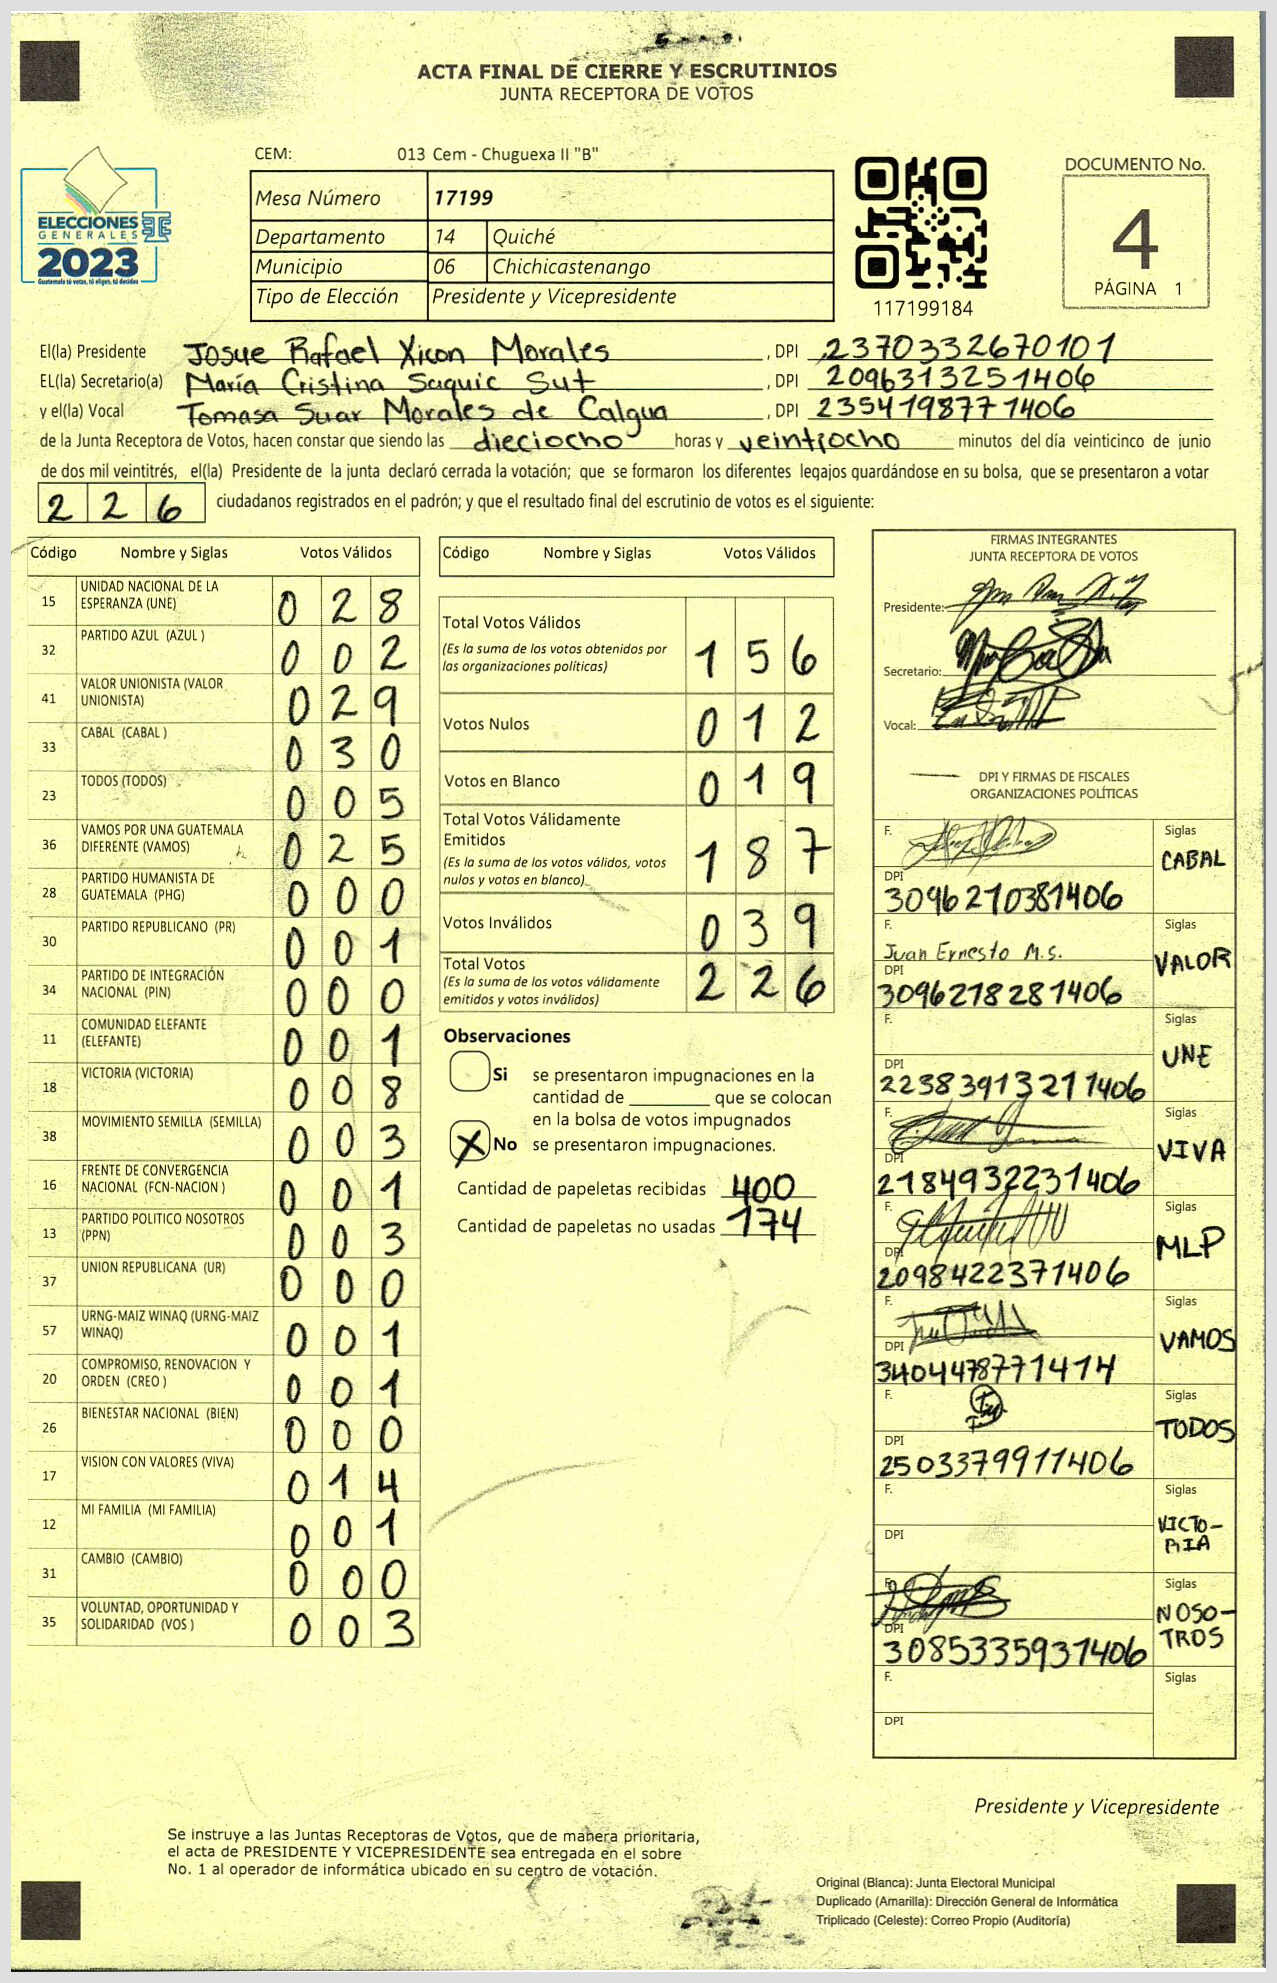 ACTA FINAL DE CIERRE Y ESCRUTINIOS
JUNTA RECEPTORA DE VOTOS
CEM: 013 Cem - Chuguexa II "B"
ELECCIONES
GENERALES
2023
Guatemala tú votas, tú eliges, tú decides
Mesa Número 17199
Departamento 14 Quiché
Municipio 06 Chichicastenango
Tipo de Elección Presidente y Vicepresidente
117199184
DOCUMENTO No.
4
PÁGINA 1
El(la) Presidente Josue Rafael Xicon Morales , DPI 2370332670101
EL(la) Secretario(a) María Cristina Saquic Sut , DPI 2096313251406
y el(la) Vocal Tomasa Suar Morales de Calgua , DPI 2354198771406
de la Junta Receptora de Votos, hacen constar que siendo las dieciocho horas y veintiocho minutos del día veinticinco de junio
de dos mil veintitrés, el(la) Presidente de la junta declaró cerrada la votación; que se formaron los diferentes legajos quardándose en su bolsa, que se presentaron a votar
2 2 6 ciudadanos registrados en el padrón; y que el resultado final del escrutinio de votos es el siguiente:
Código Nombre y Siglas Votos Válidos
15 UNIDAD NACIONAL DE LA ESPERANZA (UNE) 0 2 8
32 PARTIDO AZUL (AZUL ) 0 0 2
41 VALOR UNIONISTA (VALOR UNIONISTA) 0 2 9
33 CABAL (CABAL ) 0 3 0
23 TODOS (TODOS) 0 0 5
36 VAMOS POR UNA GUATEMALA DIFERENTE (VAMOS) 0 2 5
28 PARTIDO HUMANISTA DE GUATEMALA (PHG) 0 0 0
30 PARTIDO REPUBLICANO (PR) 0 0 1
34 PARTIDO DE INTEGRACIÓN NACIONAL (PIN) 0 0 0
11 COMUNIDAD ELEFANTE (ELEFANTE) 0 0 1
18 VICTORIA (VICTORIA) 0 0 8
38 MOVIMIENTO SEMILLA (SEMILLA) 0 0 3
16 FRENTE DE CONVERGENCIA NACIONAL (FCN-NACION ) 0 0 1
13 PARTIDO POLITICO NOSOTROS (PPN) 0 0 3
37 UNION REPUBLICANA (UR) 0 0 0
57 URNG-MAIZ WINAQ (URNG-MAIZ WINAQ) 0 0 1
20 COMPROMISO, RENOVACION Y ORDEN (CREO ) 0 0 1
26 BIENESTAR NACIONAL (BIEN) 0 0 0
17 VISION CON VALORES (VIVA) 0 1 4
12 MI FAMILIA (MI FAMILIA) 0 0 1
31 CAMBIO (CAMBIO) 0 0 0
35 VOLUNTAD, OPORTUNIDAD Y SOLIDARIDAD (VOS ) 0 0 3
Código Nombre y Siglas Votos Válidos
Total Votos Válidos
(Es la suma de los votos obtenidos por
las organizaciones políticas) 1 5 6
Votos Nulos 0 1 2
Votos en Blanco 0 1 9
Total Votos Válidamente
Emitidos
(Es la suma de los votos válidos, votos
nulos y votos en blanco) 1 8 7
Votos Inválidos 0 3 9
Total Votos
(Es la suma de los votos válidamente
emitidos y votos inválidos) 2 2 6
Observaciones
Si se presentaron impugnaciones en la
cantidad de ________ que se colocan
en la bolsa de votos impugnados
X No se presentaron impugnaciones.
Cantidad de papeletas recibidas 400
Cantidad de papeletas no usadas 174
FIRMAS INTEGRANTES
JUNTA RECEPTORA DE VOTOS
Presidente:
Secretario:
Vocal:
DPI Y FIRMAS DE FISCALES
ORGANIZACIONES POLÍTICAS
F. Siglas
CABAL
DPI
3096210381406
F. Siglas
Juan Ernesto M.S. VALOR
DPI
3096218281406
F. Siglas
UNE
DPI
2238391321406
F. Siglas
VIVA
DPI
2184932231406
F. Siglas
MLP
DPI
2098422371406
F. Siglas
VAMOS
DPI
3404478771414
F. Siglas
TODOS
DPI
2503379911406
F. Siglas
VICTO-
RIA
DPI
F. Siglas
NOSO-
TROS
DPI
3085335931406
F. Siglas
DPI
Presidente y Vicepresidente
Se instruye a las Juntas Receptoras de Votos, que de manera prioritaria,
el acta de PRESIDENTE Y VICEPRESIDENTE sea entregada en el sobre
No. 1 al operador de informática ubicado en su centro de votación.
Original (Blanca): Junta Electoral Municipal
Duplicado (Amarilla): Dirección General de Informática
Triplicado (Celeste): Correo Propio (Auditoría)